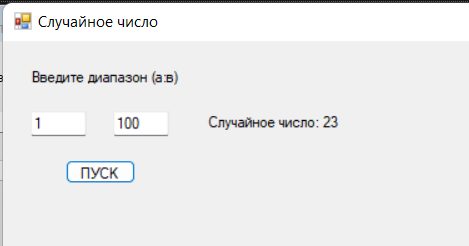 Случайное число
Введите диапазон (а:в)
1 100 Случайное число: 23
ПУСК